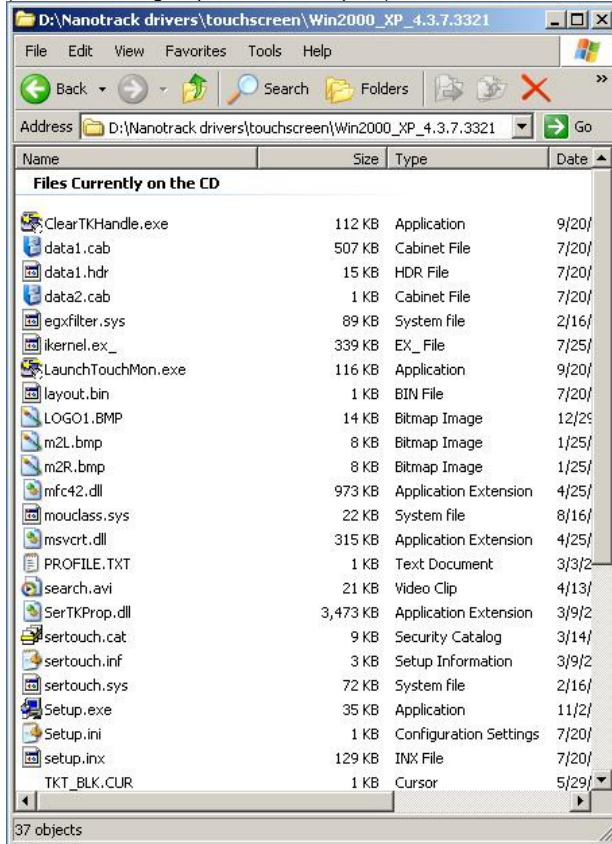 D:\Nanotrack drivers\touchscreen\Win2000_XP_4.3.7.3321
File Edit View Favorites Tools Help
Back Search Folders »
Address D:\Nanotrack drivers\touchscreen\Win2000_XP_4.3.7.3321 Go
Name Size Type Date
Files Currently on the CD
ClearTKHandle.exe 112 KB Application 9/20/
data1.cab 507 KB Cabinet File 7/20/
data1.hdr 15 KB HDR File 7/20/
data2.cab 1 KB Cabinet File 7/20/
egxfilter.sys 89 KB System file 2/16/
ikernel.ex_ 339 KB EX_ File 7/25/
LaunchTouchMon.exe 116 KB Application 9/20/
layout.bin 1 KB BIN File 7/20/
LOGO1.BMP 14 KB Bitmap Image 12/29
m2L.bmp 8 KB Bitmap Image 1/25/
m2R.bmp 8 KB Bitmap Image 1/25/
mfc42.dll 973 KB Application Extension 4/25/
mouclass.sys 22 KB System file 8/16/
msvcrt.dll 315 KB Application Extension 4/25/
PROFILE.TXT 1 KB Text Document 3/3/2
search.avi 21 KB Video Clip 4/13/
SerTKProp.dll 3,473 KB Application Extension 3/9/2
sertouch.cat 9 KB Security Catalog 3/14/
sertouch.inf 3 KB Setup Information 3/9/2
sertouch.sys 72 KB System file 2/16/
Setup.exe 35 KB Application 11/2/
Setup.ini 1 KB Configuration Settings 7/20/
setup.inx 129 KB INX File 7/20/
TKT_BLK.CUR 1 KB Cursor 5/29/
37 objects